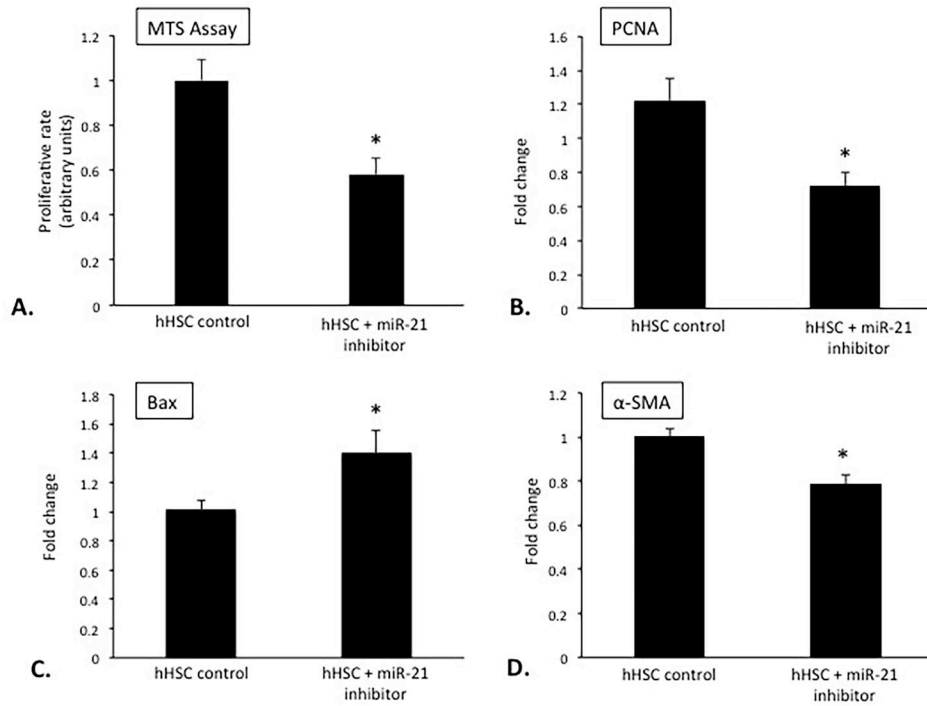 MTS Assay
1.2
1
0.8
0.6
0.4
0.2
0
Proliferative rate
(arbitrary units)
*
hHSC control
hHSC + miR-21
inhibitor
A.
PCNA
1.6
1.4
1.2
1
0.8
0.6
0.4
0.2
0
Fold change
*
hHSC control
hHSC + miR-21
inhibitor
B.
Bax
1.8
1.6
1.4
1.2
1
0.8
0.6
0.4
0.2
0
Fold change
*
hHSC control
hHSC + miR-21
inhibitor
C.
α-SMA
1.2
1
0.8
0.6
0.4
0.2
0
Fold change
*
hHSC control
hHSC + miR-21
inhibitor
D.